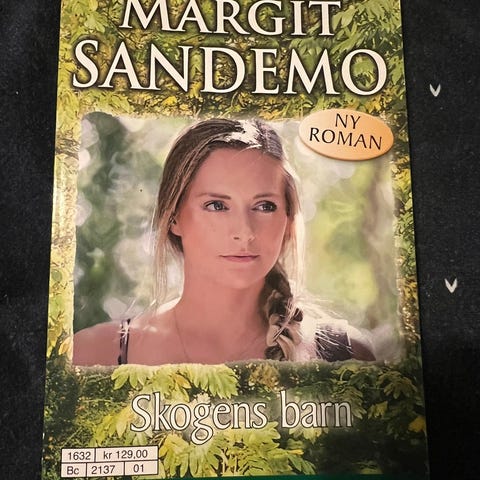 MARGIT
SANDEMO
NY
ROMAN
Skogens barn
1632 kr 129,00
Bc 2137 01